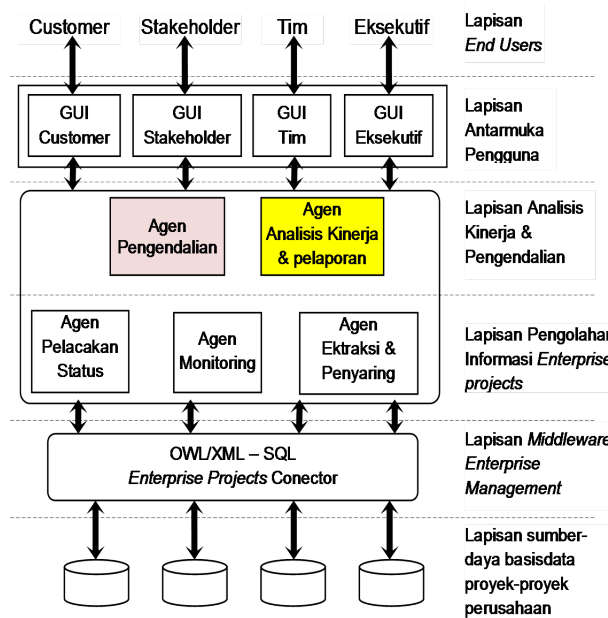 Customer
Stakeholder
Tim
Eksekutif
Lapisan
End Users
GUI
Customer
GUI
Stakeholder
GUI
Tim
GUI
Eksekutif
Lapisan
Antarmuka
Pengguna
Agen
Pengendalian
Agen
Analisis Kinerja
& pelaporan
Lapisan Analisis
Kinerja &
Pengendalian
Agen
Pelacakan
Status
Agen
Monitoring
Agen
Ektraksi &
Penyaring
Lapisan Pengolahan
Informasi Enterprise
projects
OWL/XML – SQL
Enterprise Projects Conector
Lapisan Middleware
Enterprise
Management
Lapisan sumber-
daya basisdata
proyek-proyek
perusahaan